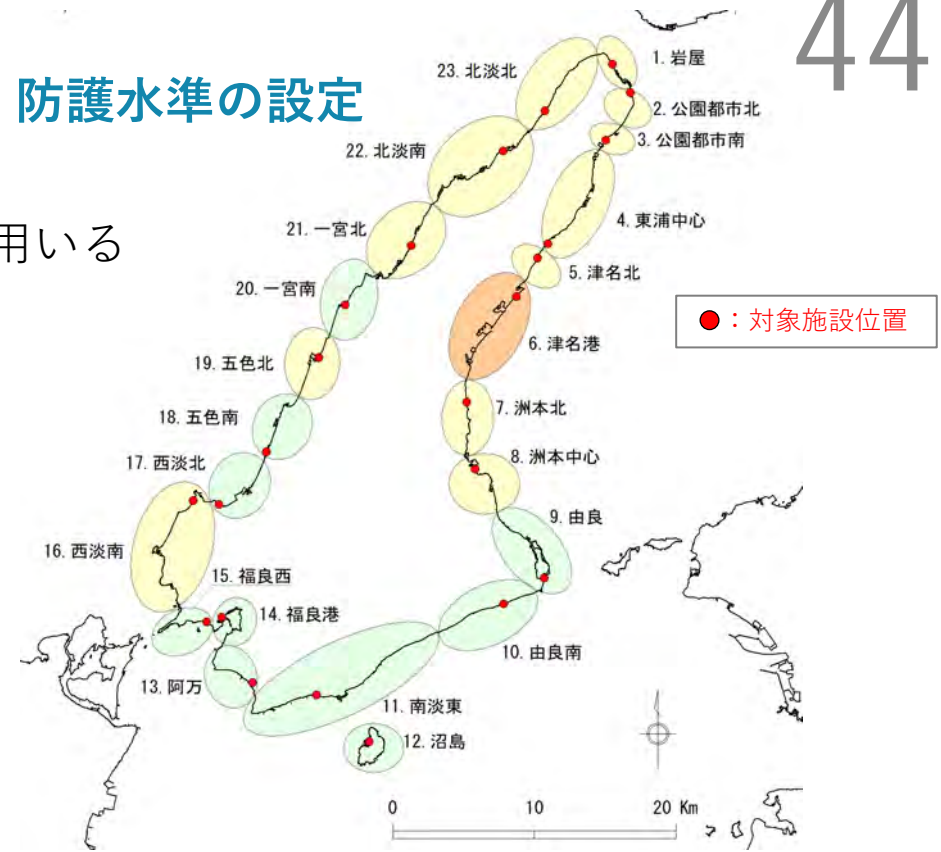 44
防護水準の設定
用いる
1. 岩屋
2. 公園都市北
3. 公園都市南
4. 東浦中心
5. 津名北
6. 津名港
7. 洲本北
8. 洲本中心
9. 由良
10. 由良南
11. 南淡東
12. 沼島
13. 阿万
14. 福良港
15. 福良西
16. 西淡南
17. 西淡北
18. 五色南
19. 五色北
20. 一宮南
21. 一宮北
22. 北淡南
23. 北淡北
●：対象施設位置
0 10 20 Km